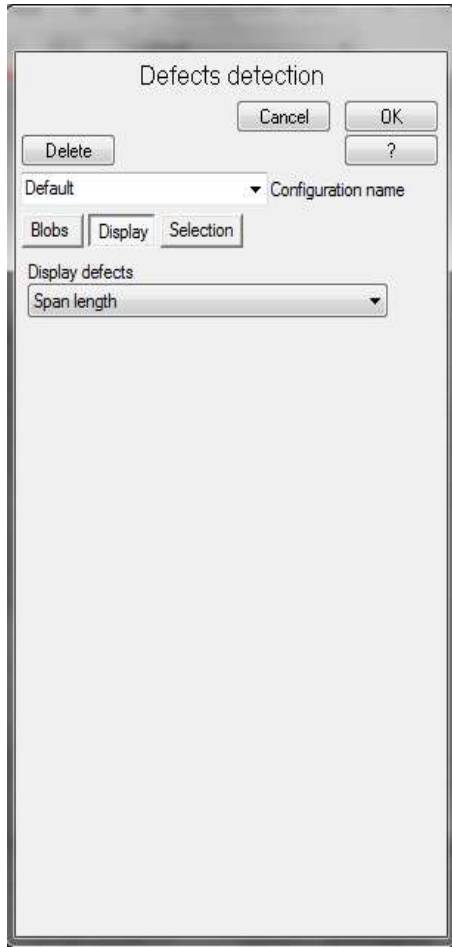 Defects detection
Cancel OK
Delete ?
Default Configuration name
Blobs Display Selection
Display defects
Span length